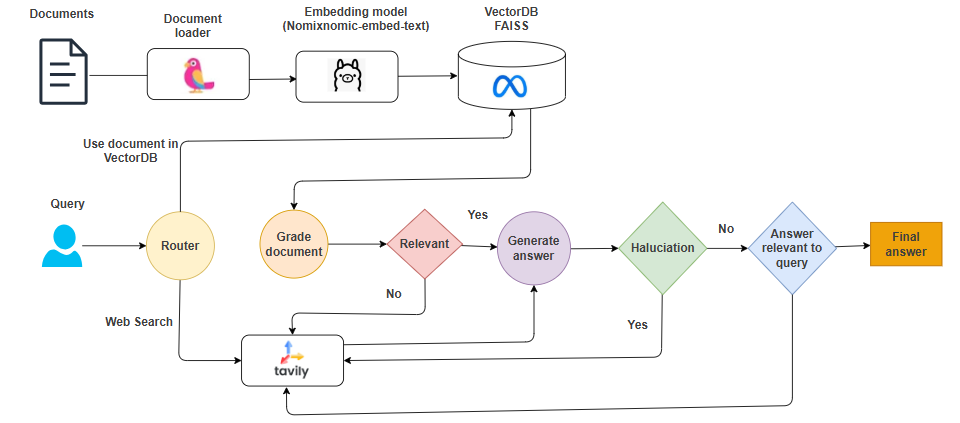 Documents
Document
loader
Embedding model
(Nomixnomic-embed-text)
VectorDB
FAISS
Use document in
VectorDB
Query
Router
Grade
document
Relevant
Yes
Generate
answer
Haluciation
No
Answer
relevant to
query
Final
answer
No
Web Search
Yes
tavily